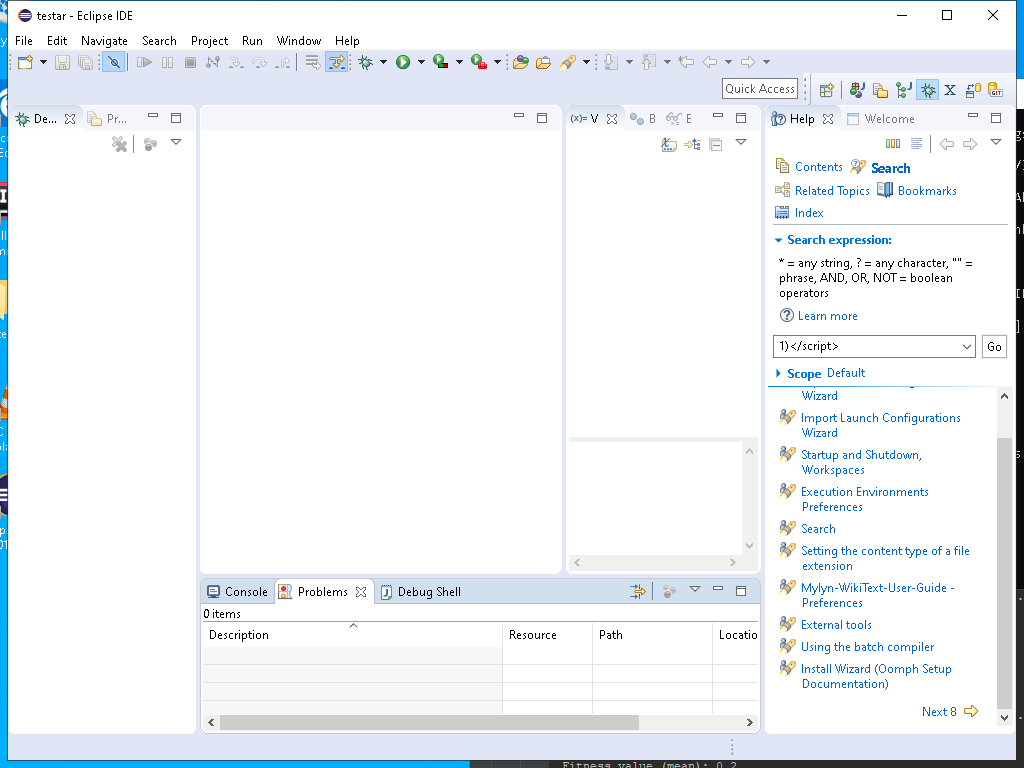 testar - Eclipse IDE
File Edit Navigate Search Project Run Window Help
Quick Access
De...
Pr...
(x)= V
B
E
Help
Welcome
Contents
Search
Related Topics
Bookmarks
Index
Search expression:
* = any string, ? = any character, "" =
phrase, AND, OR, NOT = boolean
operators
Learn more
1)</script>
Go
Scope Default
Wizard
Import Launch Configurations
Wizard
Startup and Shutdown,
Workspaces
Execution Environments
Preferences
Search
Setting the content type of a file
extension
Mylyn-WikiText-User-Guide -
Preferences
External tools
Using the batch compiler
Install Wizard (Oomph Setup
Documentation)
Next 8
Console
Problems
Debug Shell
0 items
Description Resource Path Locatio
Fitness value (mean): 0.2